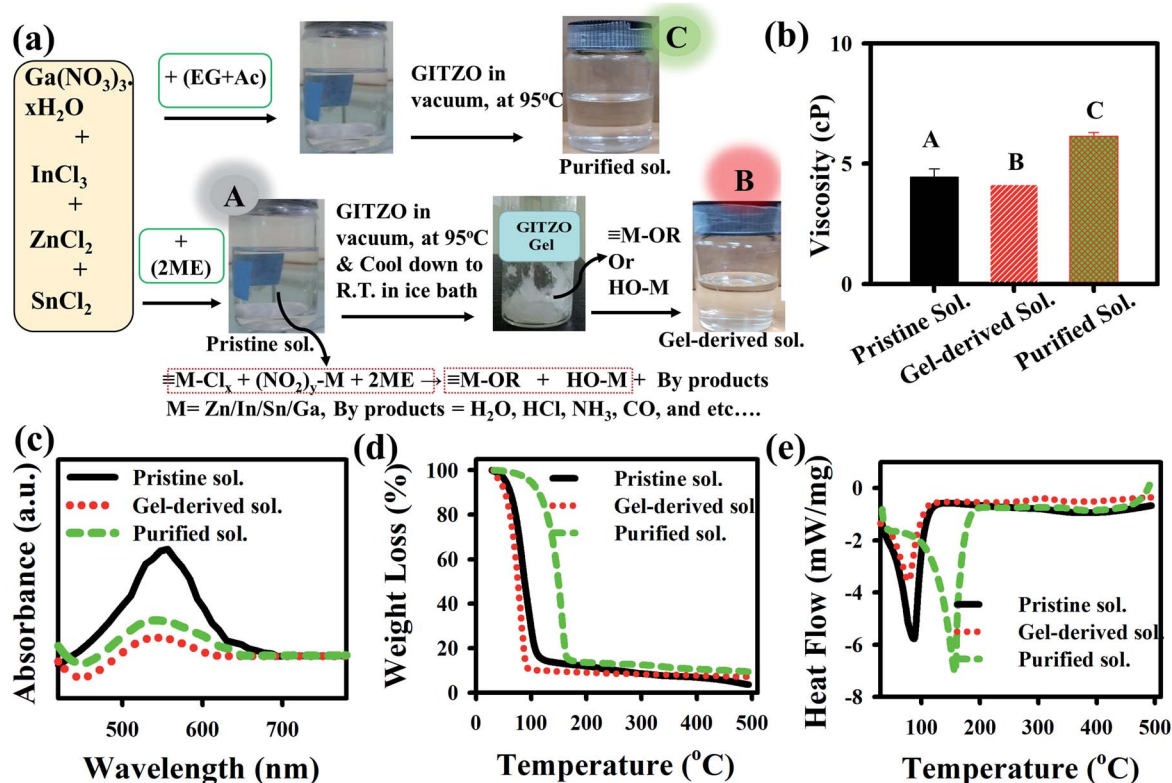 (a)
Ga(NO₃)₃.
xH₂O
+
InCl₃
+
ZnCl₂
+
SnCl₂
+ (EG+Ac)
GITZO in
vacuum, at 95°C
C
Purified sol.
A
+
(2ME)
Pristine sol.
GITZO in
vacuum, at 95°C
& Cool down to
R.T. in ice bath
GITZO
Gel
≡M-OR
Or
HO-M
B
Gel-derived sol.
≡M-Clₓ + (NO₂)ᵧ-M + 2ME → ≡M-OR + HO-M + By products
M= Zn/In/Sn/Ga, By products = H₂O, HCl, NH₃, CO, and etc….
(b)
Viscosity (cP)
10
5
0
A
B
C
Pristine Sol.
Gel-derived Sol.
Purified Sol.
(c)
Absorbance (a.u.)
Pristine sol.
Gel-derived sol.
Purified sol.
500 600 700
Wavelength (nm)
(d)
Weight Loss (%)
100
80
60
40
20
0
Pristine sol.
Gel-derived sol.
Purified sol.
0 100 200 300 400 500
Temperature (°C)
(e)
Heat Flow (mW/mg)
0
-2
-4
-6
-8
Pristine sol.
Gel-derived sol.
Purified sol.
100 200 300 400 500
Temperature (°C)